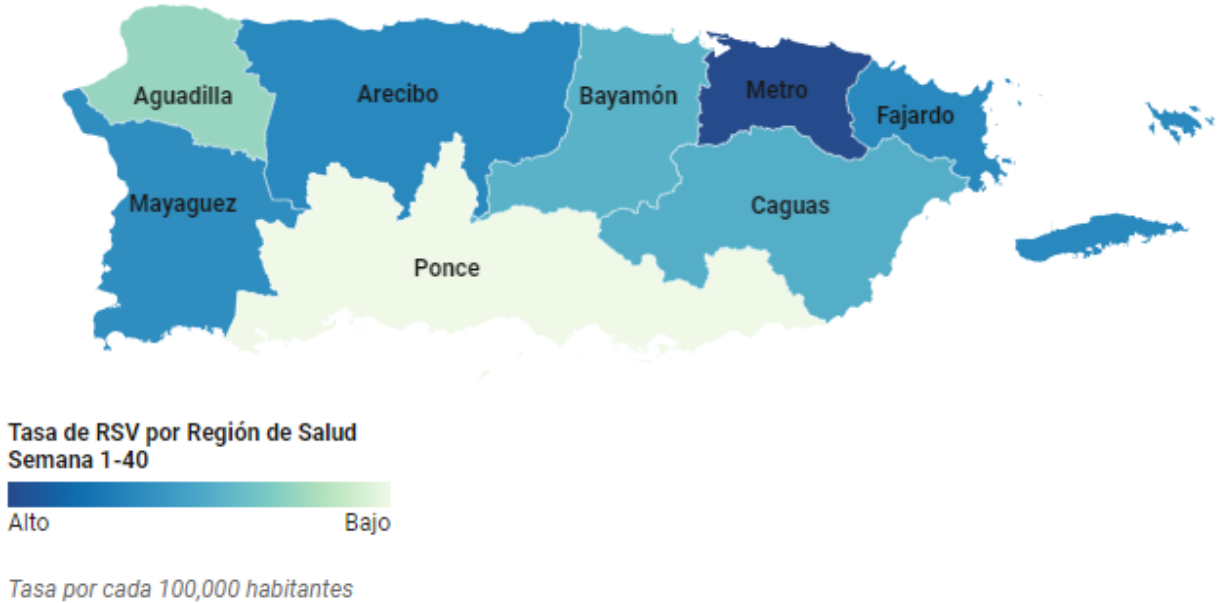 Aguadilla
Arecibo
Bayamón
Metro
Fajardo
Mayaguez
Caguas
Ponce
Tasa de RSV por Región de Salud
Semana 1-40
Alto
Bajo
Tasa por cada 100,000 habitantes